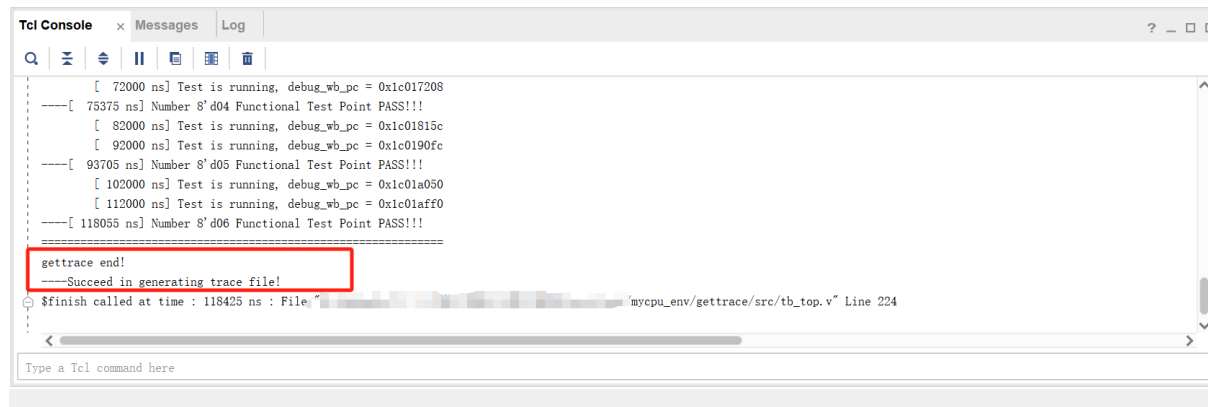 Tcl Console × Messages Log ? _
[ 72000 ns] Test is running, debug_wb_pc = 0x1c017208
----[ 75375 ns] Number 8'd04 Functional Test Point PASS!!!
[ 82000 ns] Test is running, debug_wb_pc = 0x1c01815c
[ 92000 ns] Test is running, debug_wb_pc = 0x1c0190fc
----[ 93705 ns] Number 8'd05 Functional Test Point PASS!!!
[ 102000 ns] Test is running, debug_wb_pc = 0x1c01a050
[ 112000 ns] Test is running, debug_wb_pc = 0x1c01aff0
----[ 118055 ns] Number 8'd06 Functional Test Point PASS!!!
==============================================================
gettrace end!
----Succeed in generating trace file!
$finish called at time : 118425 ns : File "/mycpu_env/gettrace/src/tb_top.v" Line 224
Type a Tcl command here